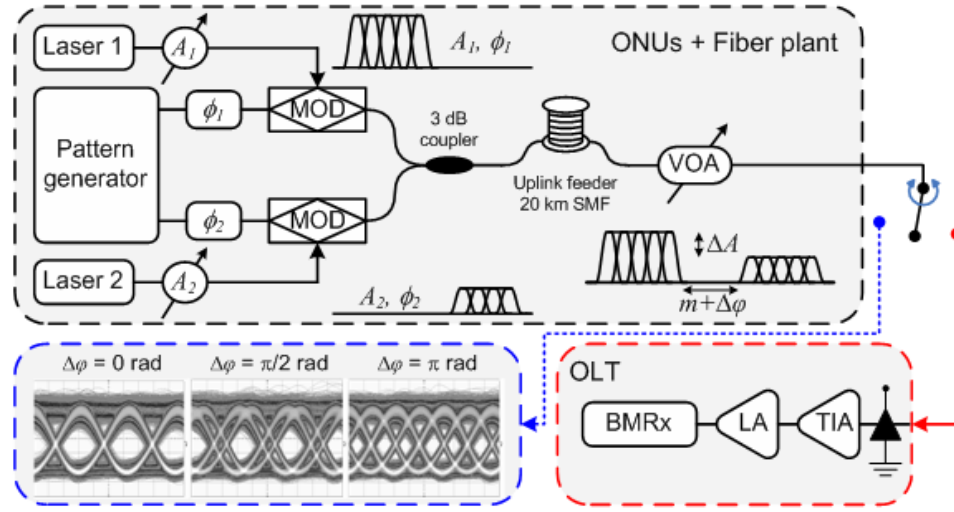 Laser 1
A₁
A₁, ϕ₁
ONUs + Fiber plant
ϕ₁
MOD
3 dB
coupler
Pattern
generator
VOA
Uplink feeder
20 km SMF
ϕ₂
MOD
ΔA
Laser 2
A₂
A₂, ϕ₂
m+Δφ
Δφ = 0 rad
Δφ = π/2 rad
Δφ = π rad
OLT
BMRx
LA
TIA